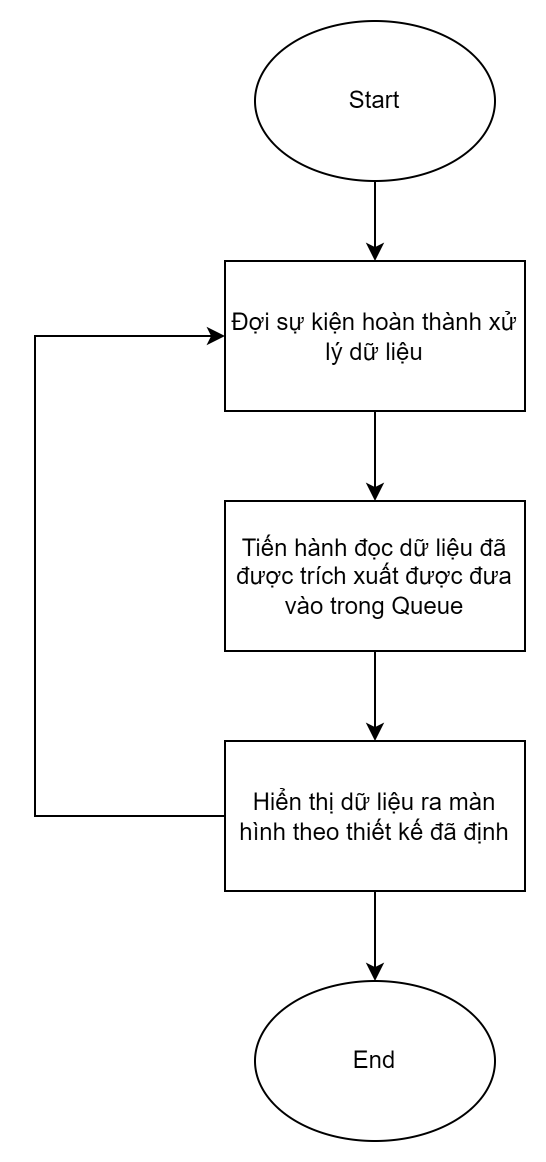 Start
Đợi sự kiện hoàn thành xử
lý dữ liệu
Tiến hành đọc dữ liệu đã
được trích xuất được đưa
vào trong Queue
Hiển thị dữ liệu ra màn
hình theo thiết kế đã định
End